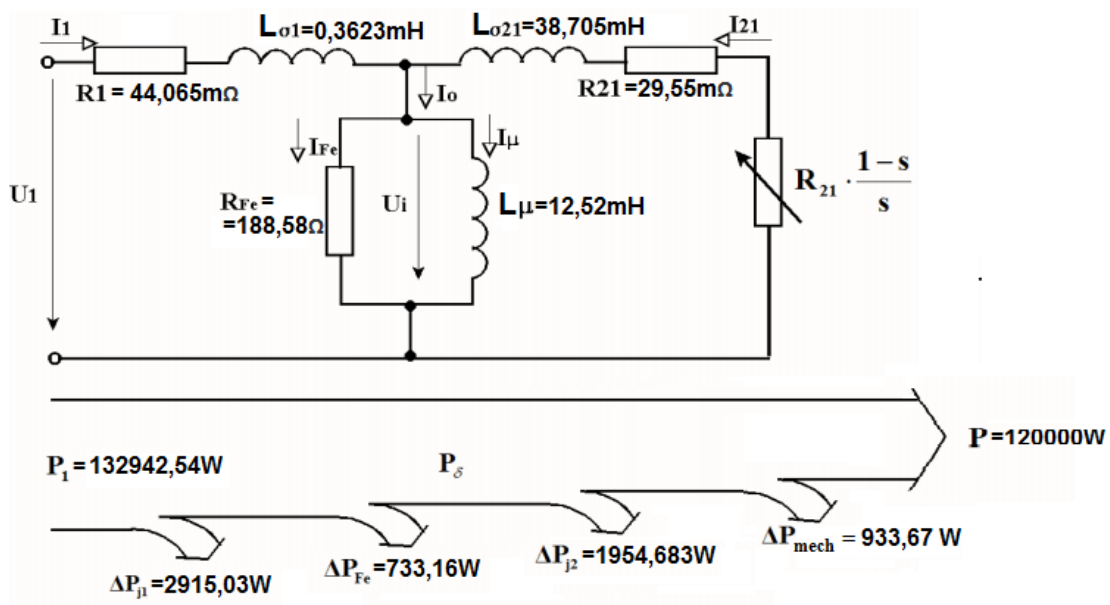 I1
Lσ1=0,3623mH
Lσ21=38,705mH
I21
R1 = 44,065mΩ
Io
R21=29,55mΩ
IFe
Iμ
U1
RFe =
=188,58Ω
Ui
Lμ=12,52mH
R21 · (1 – s)/s
P1 =132942,54W
Pδ
P =120000W
ΔPj1=2915,03W
ΔPFe=733,16W
ΔPj2=1954,683W
ΔPmech = 933,67 W